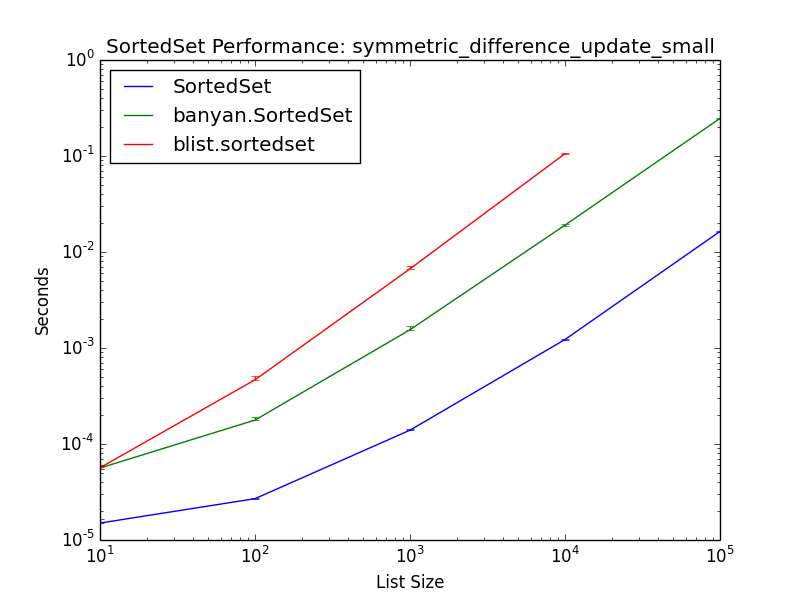 SortedSet Performance: symmetric_difference_update_small
10^0
SortedSet
banyan.SortedSet
blist.sortedset
10^-1
10^-2
Seconds
10^-3
10^-4
10^-5
10^1 10^2 10^3 10^4 10^5
List Size